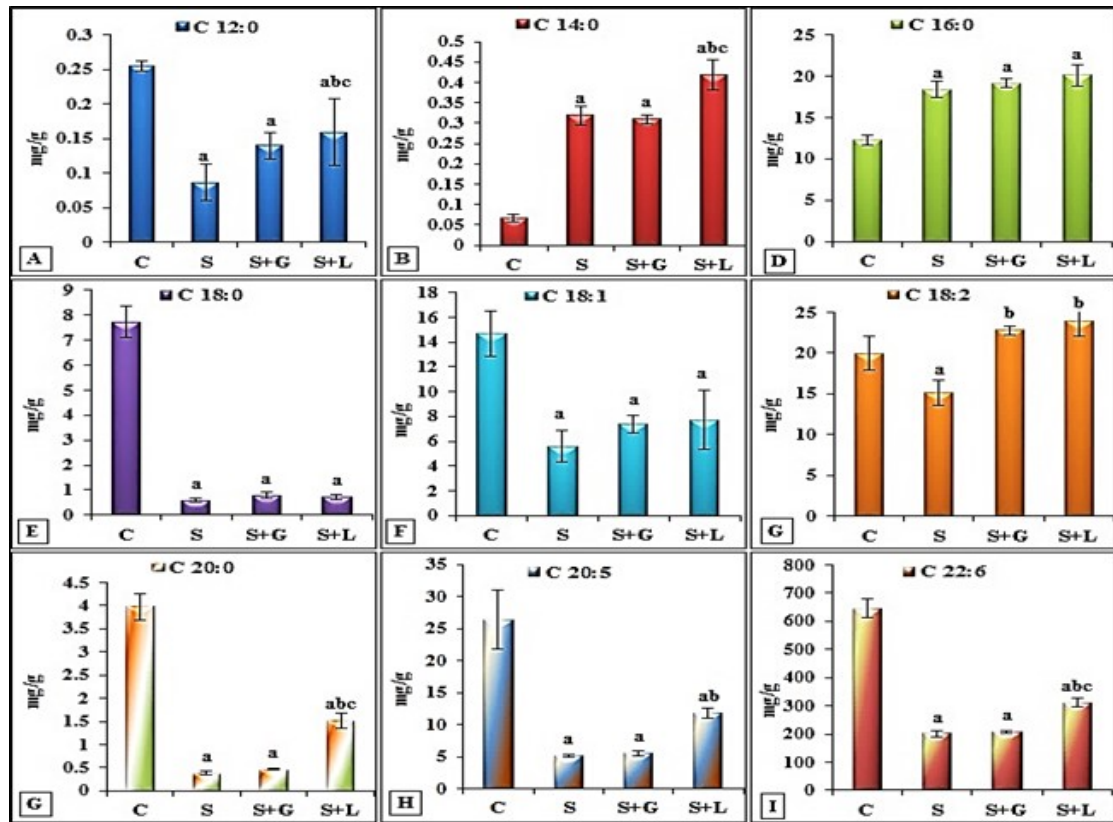 C 12:0
0.3
0.25
0.2
0.15
0.1
0.05
0
mg/g
a
a
abc
C S S+G S+L
A
C 14:0
0.5
0.45
0.4
0.35
0.3
0.25
0.2
0.15
0.1
0.05
0
mg/g
a
a
abc
C S S+G S+L
B
C 16:0
25
20
15
10
5
0
mg/g
a
a
a
C S S+G S+L
D
C 18:0
9
8
7
6
5
4
3
2
1
0
mg/g
a
a
a
C S S+G S+L
E
C 18:1
18
16
14
12
10
8
6
4
2
0
mg/g
a
a
a
C S S+G S+L
F
C 18:2
25
20
15
10
5
0
mg/g
a
b
b
C S S+G S+L
G
C 20:0
4.5
4
3.5
3
2.5
2
1.5
1
0.5
0
mg/g
a
a
abc
C S S+G S+L
G
C 20:5
35
30
25
20
15
10
5
0
mg/g
a
a
ab
C S S+G S+L
H
C 22:6
800
700
600
500
400
300
200
100
0
mg/g
a
a
abc
C S S+G S+L
I